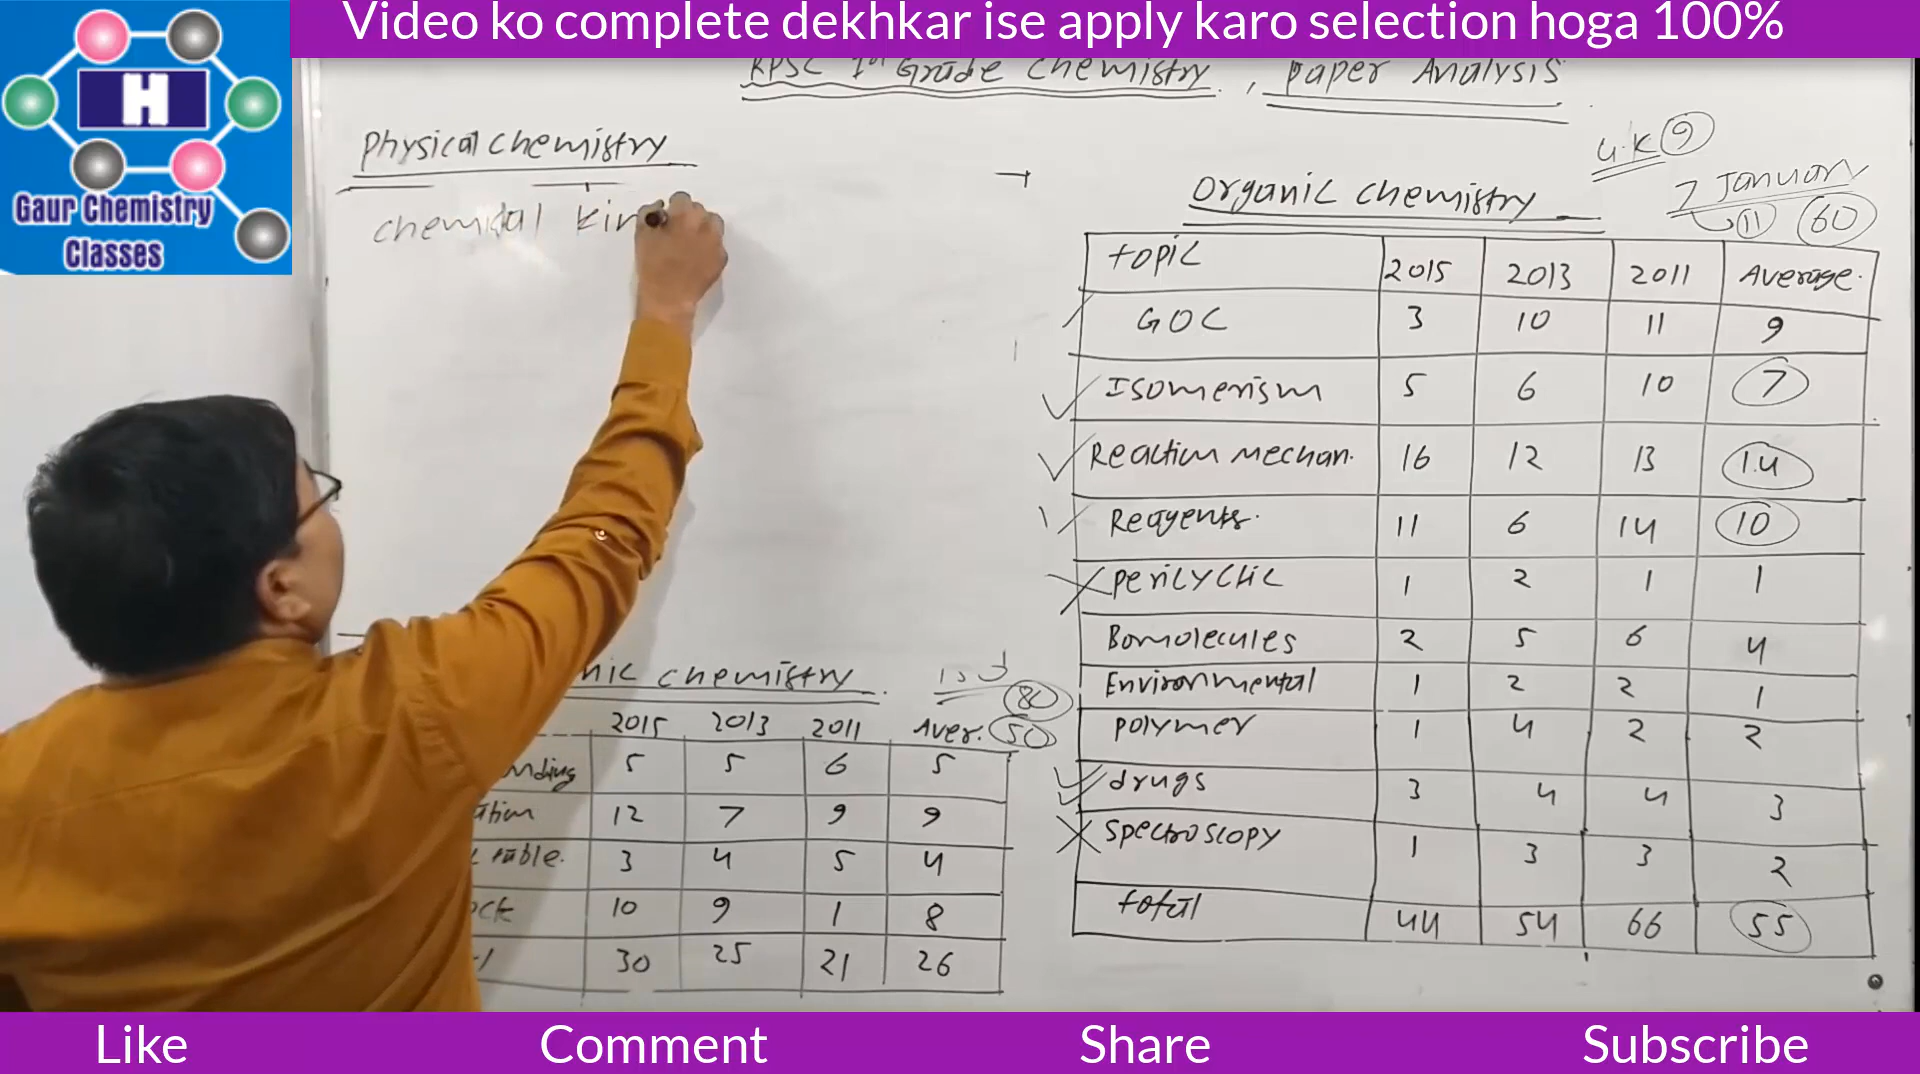 Video ko complete dekhkar ise apply karo selection hoga 100%
H
Gaur Chemistry
Classes
RPSC 1st Grade Chemistry, paper Analysis
physical chemistry
chemical kin
G.K 9
7 January
11 60
organic chemistry
topic 2015 2013 2011 Average.
GOC 3 10 11 9
Isomerism 5 6 10 7
Reaction mechan. 16 12 13 14
Reagents. 11 6 14 10
pericyclic 1 2 1 1
Bomolecules 2 5 6 4
Environmental 1 2 2 1
polymer 1 4 2 2
drugs 3 4 4 3
spectroscopy 1 3 3 2
total 44 54 66 55
nic chemistry
80
2015 2013 2011 Aver. 50
nding 5 5 6 5
ation 12 7 9 9
table. 3 4 5 4
ock 10 9 1 8
30 25 21 26
Like Comment Share Subscribe